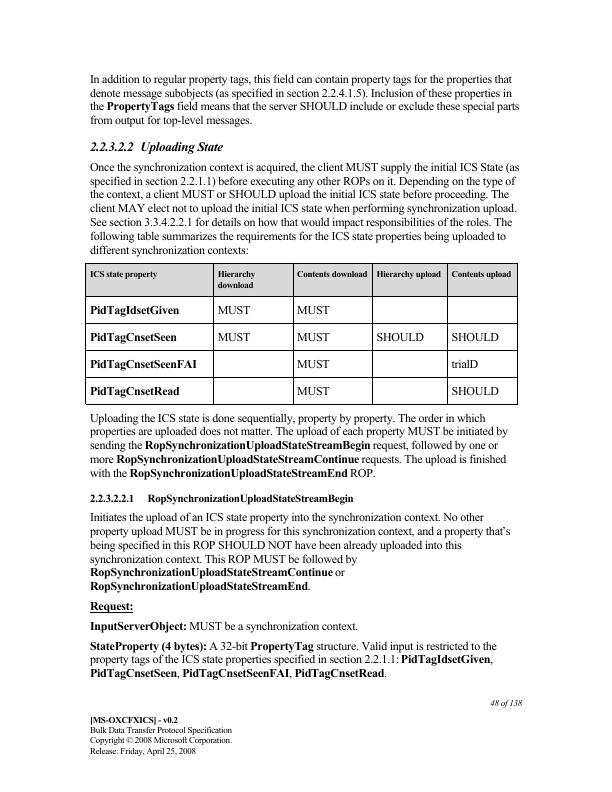 In addition to regular property tags, this field can contain property tags for the properties that
denote message subobjects (as specified in section 2.2.4.1.5). Inclusion of these properties in
the PropertyTags field means that the server SHOULD include or exclude these special parts
from output for top-level messages.
2.2.3.2.2 Uploading State
Once the synchronization context is acquired, the client MUST supply the initial ICS State (as
specified in section 2.2.1.1) before executing any other ROPs on it. Depending on the type of
the context, a client MUST or SHOULD upload the initial ICS state before proceeding. The
client MAY elect not to upload the initial ICS state when performing synchronization upload.
See section 3.3.4.2.2.1 for details on how that would impact responsibilities of the roles. The
following table summarizes the requirements for the ICS state properties being uploaded to
different synchronization contexts:
ICS state property Hierarchy download Contents download Hierarchy upload Contents upload
PidTagIdsetGiven MUST MUST
PidTagCnsetSeen MUST MUST SHOULD SHOULD
PidTagCnsetSeenFAI MUST trialD
PidTagCnsetRead MUST SHOULD
Uploading the ICS state is done sequentially, property by property. The order in which
properties are uploaded does not matter. The upload of each property MUST be initiated by
sending the RopSynchronizationUploadStateStreamBegin request, followed by one or
more RopSynchronizationUploadStateStreamContinue requests. The upload is finished
with the RopSynchronizationUploadStateStreamEnd ROP.
2.2.3.2.2.1 RopSynchronizationUploadStateStreamBegin
Initiates the upload of an ICS state property into the synchronization context. No other
property upload MUST be in progress for this synchronization context, and a property that's
being specified in this ROP SHOULD NOT have been already uploaded into this
synchronization context. This ROP MUST be followed by
RopSynchronizationUploadStateStreamContinue or
RopSynchronizationUploadStateStreamEnd.
Request:
InputServerObject: MUST be a synchronization context.
StateProperty (4 bytes): A 32-bit PropertyTag structure. Valid input is restricted to the
property tags of the ICS state properties specified in section 2.2.1.1: PidTagIdsetGiven,
PidTagCnsetSeen, PidTagCnsetSeenFAI, PidTagCnsetRead.
48 of 138
[MS-OXCFXICS] - v0.2
Bulk Data Transfer Protocol Specification
Copyright © 2008 Microsoft Corporation.
Release: Friday, April 25, 2008